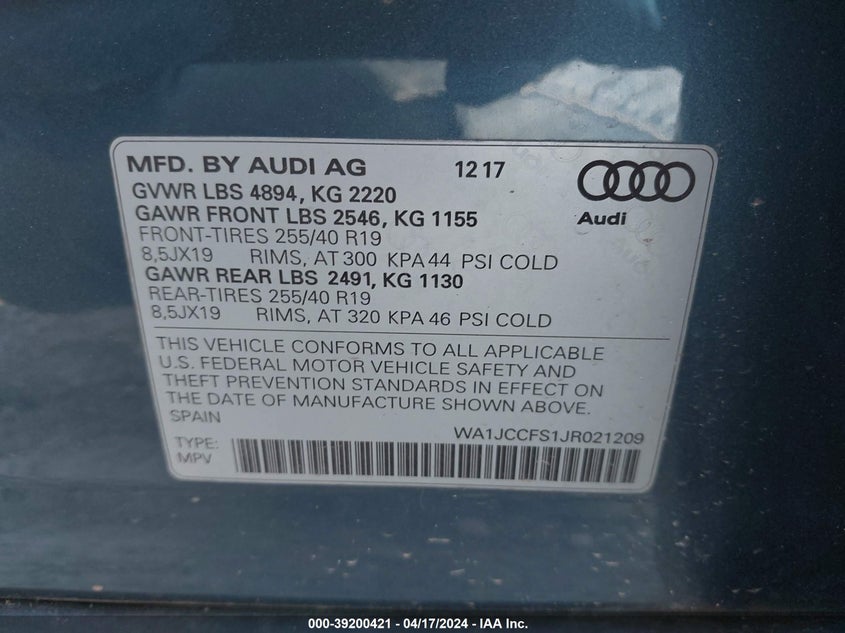 MFD. BY AUDI AG 12 17
GVWR LBS 4894, KG 2220
GAWR FRONT LBS 2546, KG 1155
Audi
FRONT-TIRES 255/40 R19
8,5JX19 RIMS, AT 300 KPA 44 PSI COLD
GAWR REAR LBS 2491, KG 1130
REAR-TIRES 255/40 R19
8,5JX19 RIMS, AT 320 KPA 46 PSI COLD
THIS VEHICLE CONFORMS TO ALL APPLICABLE
U.S. FEDERAL MOTOR VEHICLE SAFETY AND
THEFT PREVENTION STANDARDS IN EFFECT ON
THE DATE OF MANUFACTURE SHOWN ABOVE.
SPAIN
WA1JCCFS1JR021209
TYPE:
MPV
000-39200421 - 04/17/2024 - IAA Inc.